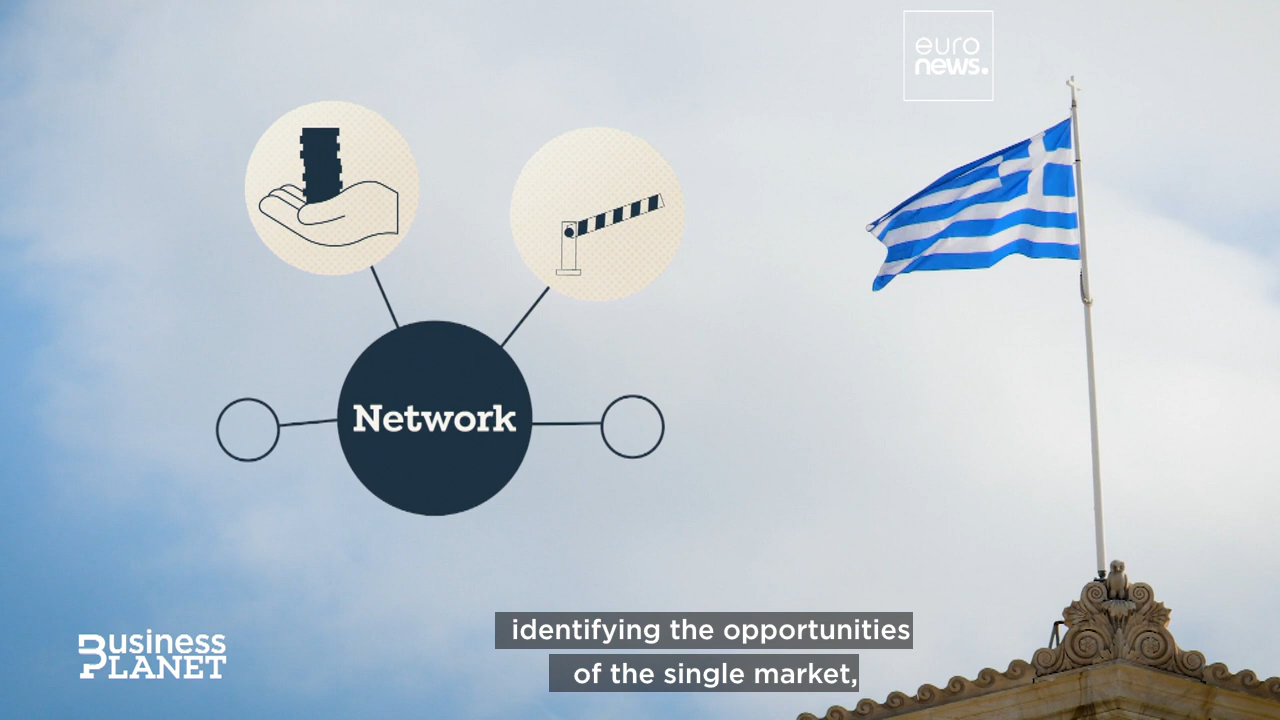 euro
news.
Network
identifying the opportunities
of the single market,
Business
PLANET